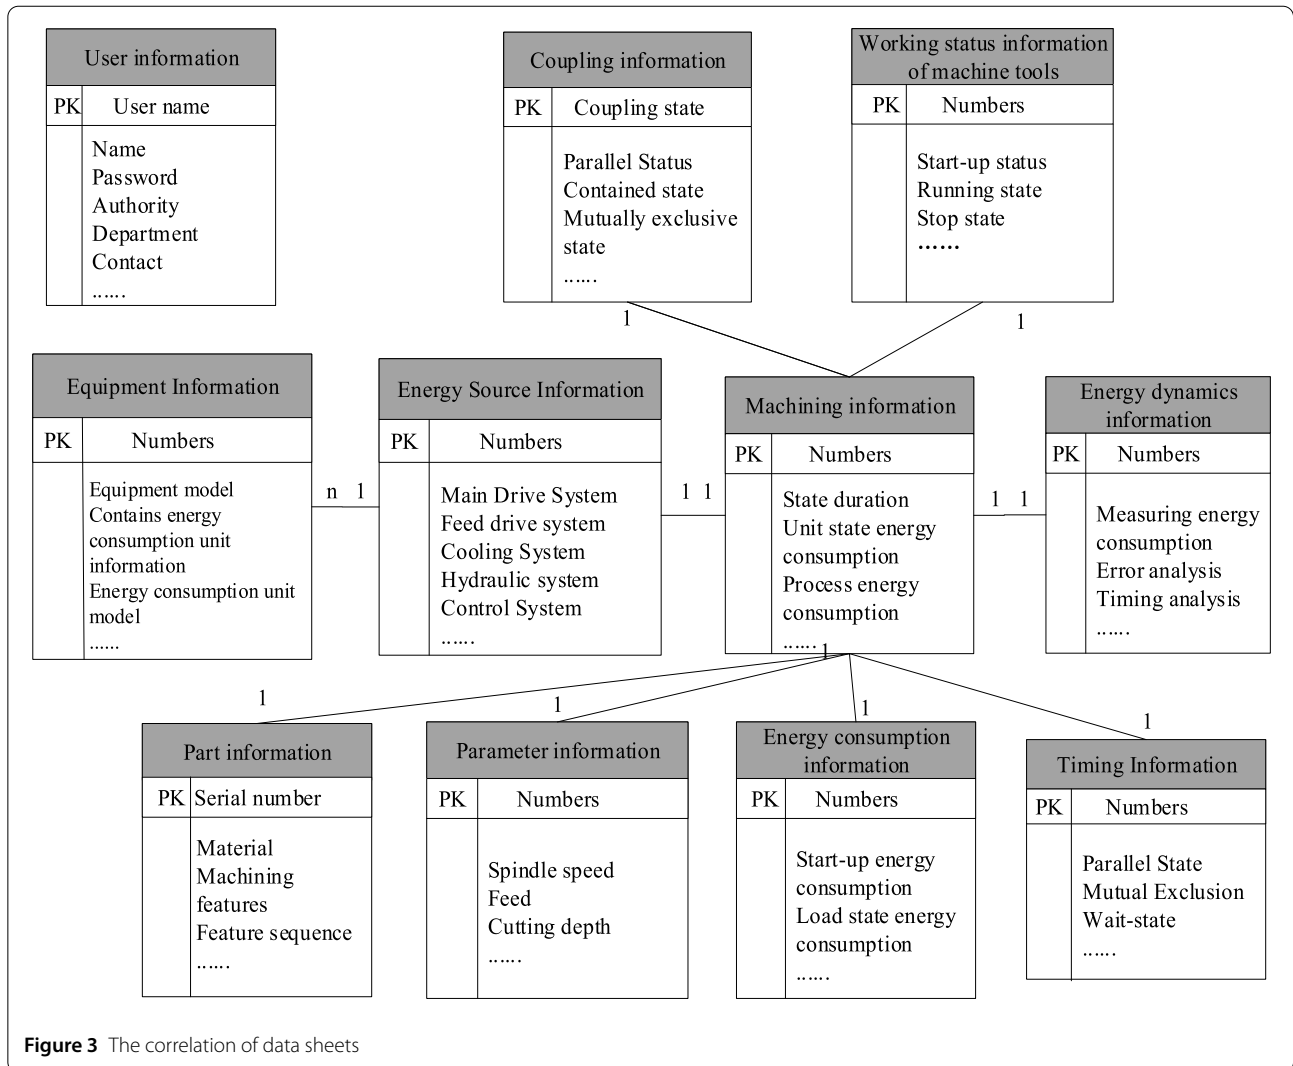 User information
PK User name
Name
Password
Authority
Department
Contact
......
Coupling information
PK Coupling state
Parallel Status
Contained state
Mutually exclusive
state
......
1
Working status information
of machine tools
PK Numbers
Start-up status
Running state
Stop state
......
1
Equipment Information
PK Numbers
Equipment model
Contains energy
consumption unit
information
Energy consumption unit
model
......
n 1
Energy Source Information
PK Numbers
Main Drive System
Feed drive system
Cooling System
Hydraulic system
Control System
......
1 1
Machining information
PK Numbers
State duration
Unit state energy
consumption
Process energy
consumption
......
1
1 1
Energy dynamics
information
PK Numbers
Measuring energy
consumption
Error analysis
Timing analysis
......
1
Part information
PK Serial number
Material
Machining
features
Feature sequence
......
1
Parameter information
PK Numbers
Spindle speed
Feed
Cutting depth
......
1
Energy consumption
information
PK Numbers
Start-up energy
consumption
Load state energy
consumption
......
1
Timing Information
PK Numbers
Parallel State
Mutual Exclusion
Wait-state
......
Figure 3 The correlation of data sheets